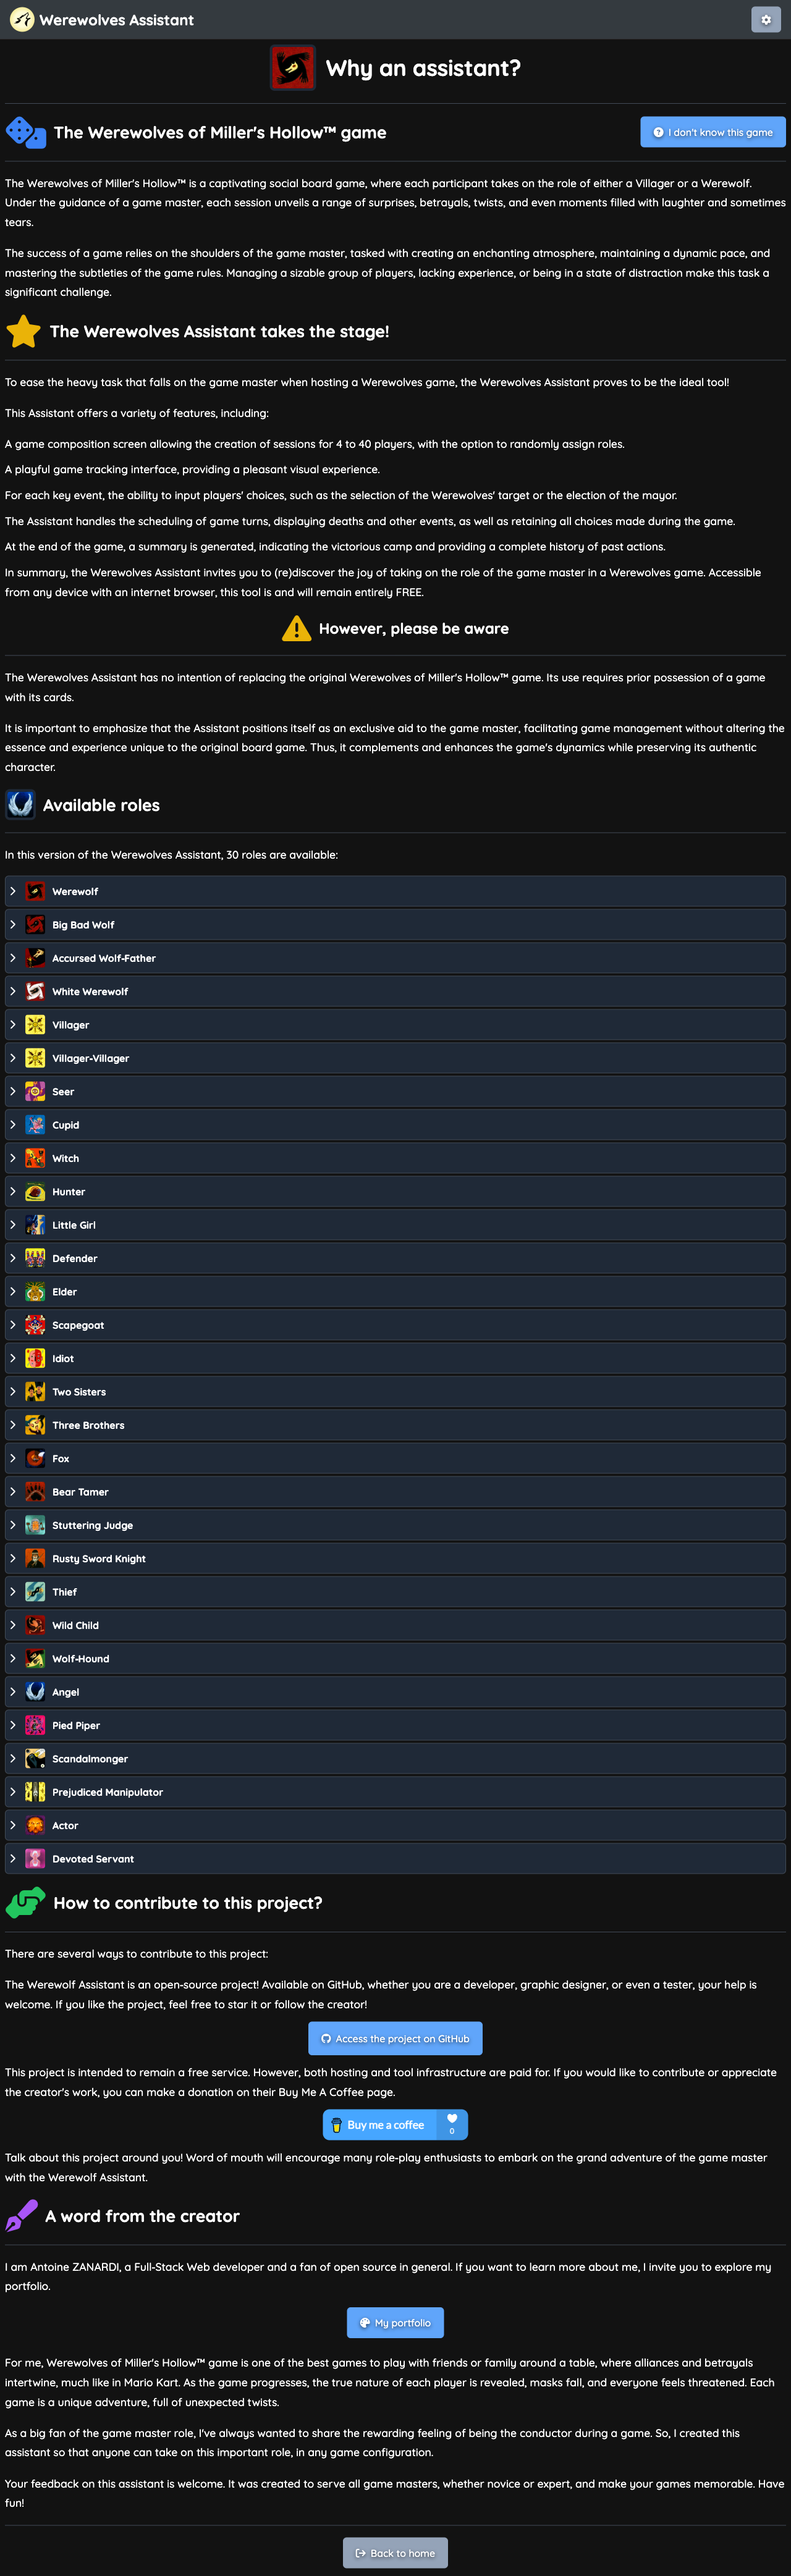 Werewolves Assistant
Why an assistant?
The Werewolves of Miller's Hollow™ game
I don't know this game
The Werewolves of Miller's Hollow™ is a captivating social board game, where each participant takes on the role of either a Villager or a Werewolf.
Under the guidance of a game master, each session unveils a range of surprises, betrayals, twists, and even moments filled with laughter and sometimes
tears.
The success of a game relies on the shoulders of the game master, tasked with creating an enchanting atmosphere, maintaining a dynamic pace, and
mastering the subtleties of the game rules. Managing a sizable group of players, lacking experience, or being in a state of distraction make this task a
significant challenge.
The Werewolves Assistant takes the stage!
To ease the heavy task that falls on the game master when hosting a Werewolves game, the Werewolves Assistant proves to be the ideal tool!
This Assistant offers a variety of features, including:
A game composition screen allowing the creation of sessions for 4 to 40 players, with the option to randomly assign roles.
A playful game tracking interface, providing a pleasant visual experience.
For each key event, the ability to input players' choices, such as the selection of the Werewolves' target or the election of the mayor.
The Assistant handles the scheduling of game turns, displaying deaths and other events, as well as retaining all choices made during the game.
At the end of the game, a summary is generated, indicating the victorious camp and providing a complete history of past actions.
In summary, the Werewolves Assistant invites you to (re)discover the joy of taking on the role of the game master in a Werewolves game. Accessible
from any device with an internet browser, this tool is and will remain entirely FREE.
However, please be aware
The Werewolves Assistant has no intention of replacing the original Werewolves of Miller's Hollow™ game. Its use requires prior possession of a game
with its cards.
It is important to emphasize that the Assistant positions itself as an exclusive aid to the game master, facilitating game management without altering the
essence and experience unique to the original board game. Thus, it complements and enhances the game's dynamics while preserving its authentic
character.
Available roles
In this version of the Werewolves Assistant, 30 roles are available:
Werewolf
Big Bad Wolf
Accursed Wolf-Father
White Werewolf
Villager
Villager-Villager
Seer
Cupid
Witch
Hunter
Little Girl
Defender
Elder
Scapegoat
Idiot
Two Sisters
Three Brothers
Fox
Bear Tamer
Stuttering Judge
Rusty Sword Knight
Thief
Wild Child
Wolf-Hound
Angel
Pied Piper
Scandalmonger
Prejudiced Manipulator
Actor
Devoted Servant
How to contribute to this project?
There are several ways to contribute to this project:
The Werewolf Assistant is an open-source project! Available on GitHub, whether you are a developer, graphic designer, or even a tester, your help is
welcome. If you like the project, feel free to star it or follow the creator!
Access the project on GitHub
This project is intended to remain a free service. However, both hosting and tool infrastructure are paid for. If you would like to contribute or appreciate
the creator's work, you can make a donation on their Buy Me A Coffee page.
Buy me a coffee
0
Talk about this project around you! Word of mouth will encourage many role-play enthusiasts to embark on the grand adventure of the game master
with the Werewolf Assistant.
A word from the creator
I am Antoine ZANARDI, a Full-Stack Web developer and a fan of open source in general. If you want to learn more about me, I invite you to explore my
portfolio.
My portfolio
For me, Werewolves of Miller's Hollow™ game is one of the best games to play with friends or family around a table, where alliances and betrayals
intertwine, much like in Mario Kart. As the game progresses, the true nature of each player is revealed, masks fall, and everyone feels threatened. Each
game is a unique adventure, full of unexpected twists.
As a big fan of the game master role, I've always wanted to share the rewarding feeling of being the conductor during a game. So, I created this
assistant so that anyone can take on this important role, in any game configuration.
Your feedback on this assistant is welcome. It was created to serve all game masters, whether novice or expert, and make your games memorable. Have
fun!
Back to home